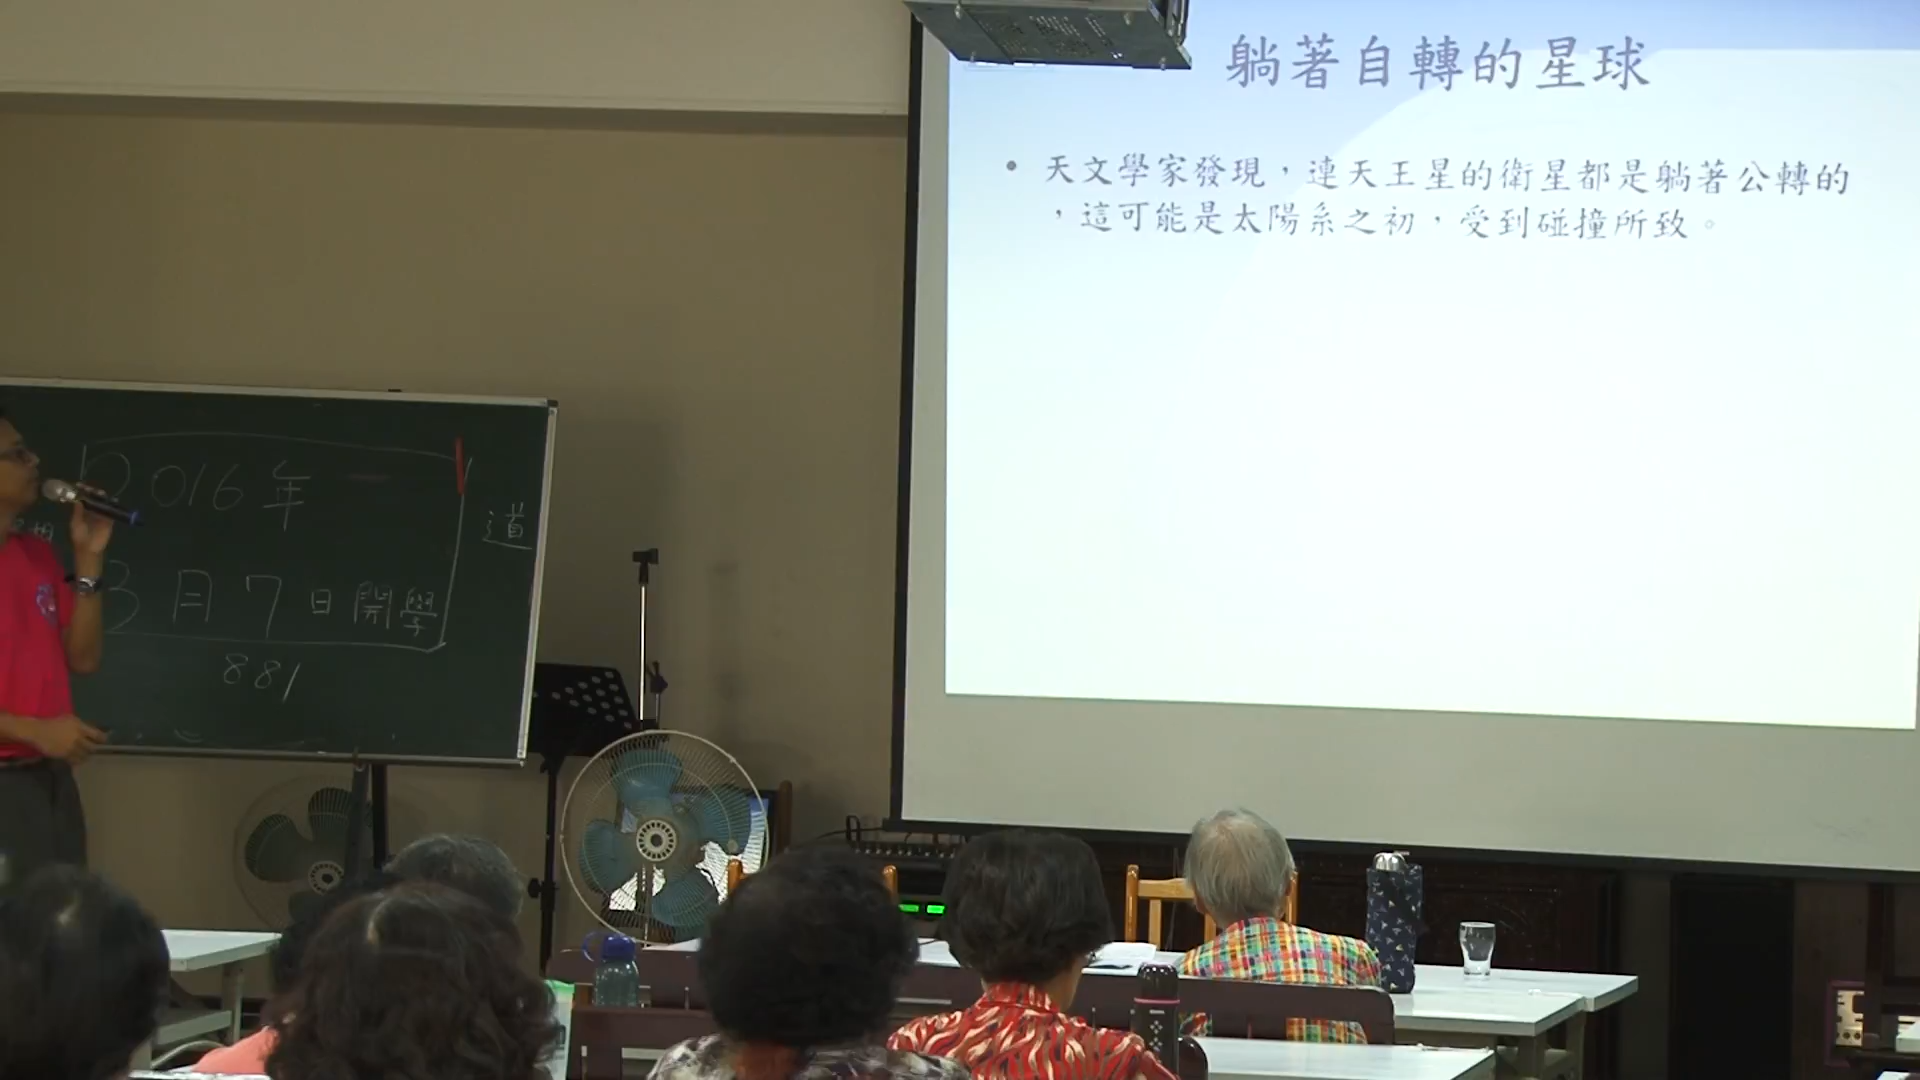 躺著自轉的星球
• 天文學家發現，連天王星的衛星都是躺著公轉的
，這可能是太陽系之初，受到碰撞所致。
2016年
道
3月7日開學
881